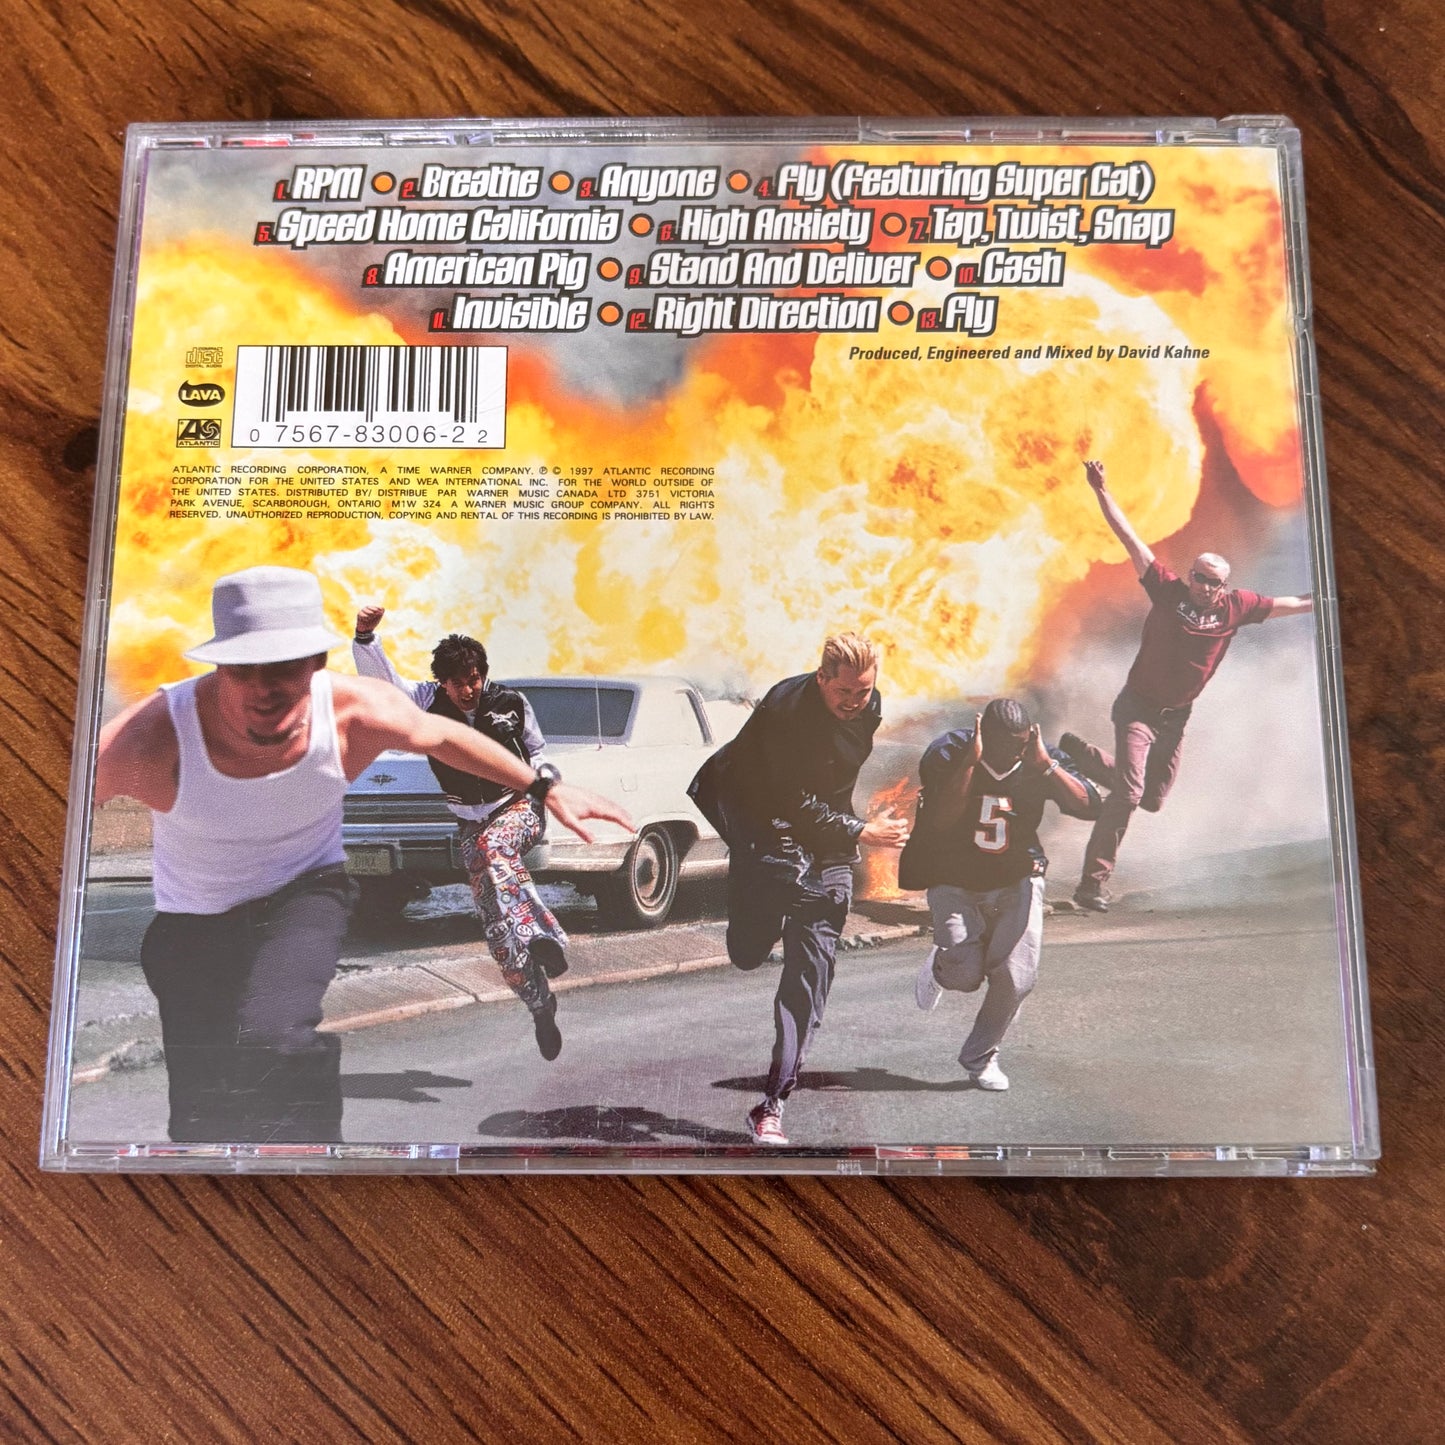 1. RPM • 2. Breathe • 3. Anyone • 4. Fly (Featuring Super Cat)
5. Speed Home California • 6. High Anxiety • 7. Tap, Twist, Snap
8. American Pig • 9. Stand And Deliver • 10. Cash
11. Invisible • 12. Right Direction • 13. Fly
Produced, Engineered and Mixed by David Kahne
COMPACT
disc
DIGITAL AUDIO
LAVA
ATLANTIC
0 7567-83006-2 2
ATLANTIC RECORDING CORPORATION, A TIME WARNER COMPANY. ℗ © 1997 ATLANTIC RECORDING
CORPORATION FOR THE UNITED STATES AND WEA INTERNATIONAL INC. FOR THE WORLD OUTSIDE OF
THE UNITED STATES. DISTRIBUTED BY/ DISTRIBUE PAR WARNER MUSIC CANADA LTD 3751 VICTORIA
PARK AVENUE, SCARBOROUGH, ONTARIO M1W 3Z4 A WARNER MUSIC GROUP COMPANY. ALL RIGHTS
RESERVED. UNAUTHORIZED REPRODUCTION, COPYING AND RENTAL OF THIS RECORDING IS PROHIBITED BY LAW.
5